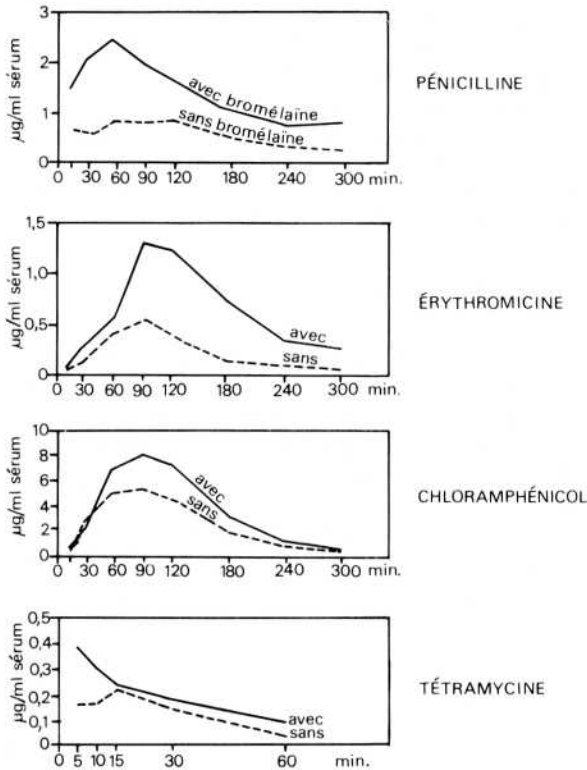 µg/ml sérum
3
2
1
0
avec bromélaïne
sans bromélaïne
0 30 60 90 120 180 240 300 min.
PÉNICILLINE
µg/ml sérum
1,5
1,0
0,5
0
avec
sans
0 30 60 90 120 180 240 300 min.
ÉRYTHROMICINE
µg/ml sérum
10
8
6
4
2
0
avec
sans
0 30 60 90 120 180 240 300 min.
CHLORAMPHÉNICOL
µg/ml sérum
0,5
0,4
0,3
0,2
0,1
0
avec
sans
0 5 10 15 30 60 min.
TÉTRAMYCINE